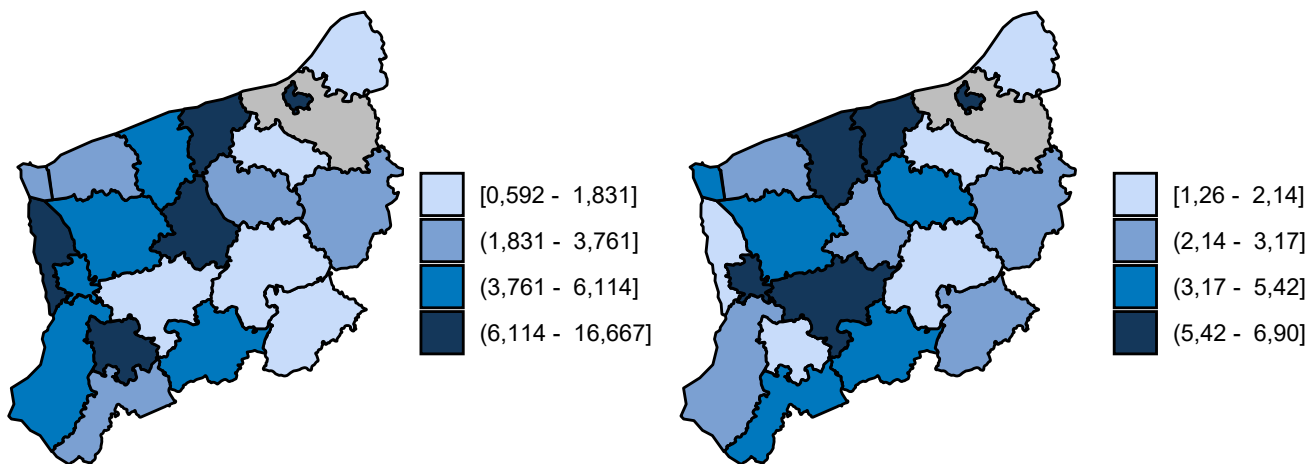 [0,592 - 1,831]
(1,831 - 3,761]
(3,761 - 6,114]
(6,114 - 16,667]
[1,26 - 2,14]
(2,14 - 3,17]
(3,17 - 5,42]
(5,42 - 6,90]